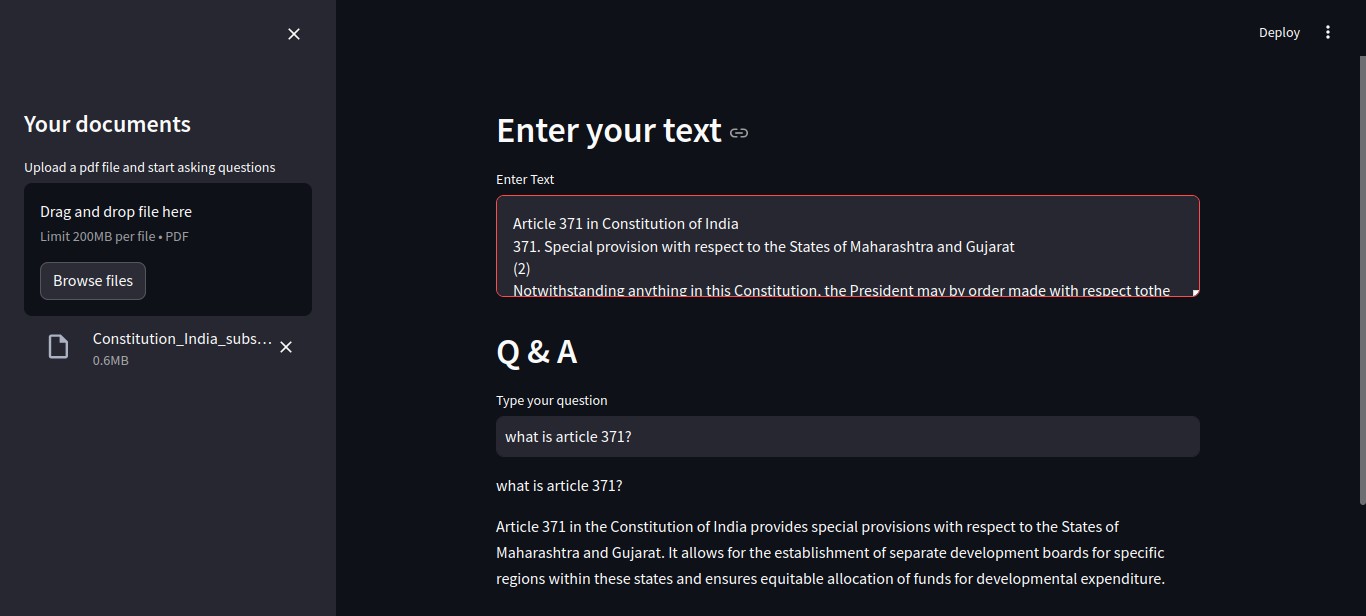 Deploy
Your documents
Upload a pdf file and start asking questions
Drag and drop file here
Limit 200MB per file • PDF
Browse files
Constitution_India_subs...
0.6MB
Enter your text
Enter Text
Article 371 in Constitution of India
371. Special provision with respect to the States of Maharashtra and Gujarat
(2)
Notwithstanding anything in this Constitution, the President may by order made with respect tothe
Q & A
Type your question
what is article 371?
what is article 371?
Article 371 in the Constitution of India provides special provisions with respect to the States of
Maharashtra and Gujarat. It allows for the establishment of separate development boards for specific
regions within these states and ensures equitable allocation of funds for developmental expenditure.